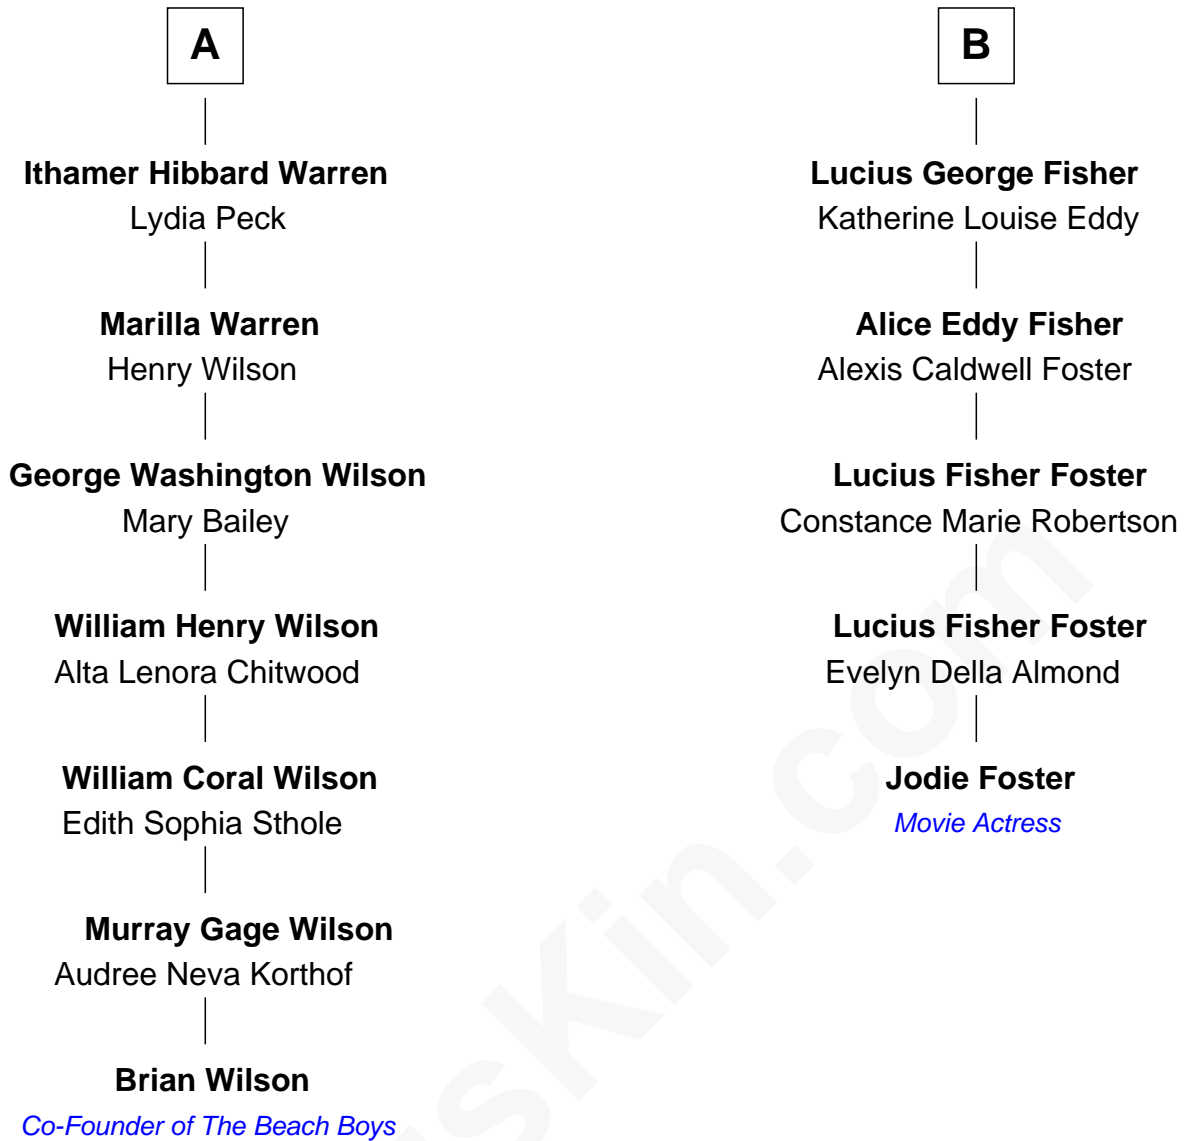 A
Ithamer Hibbard Warren
Lydia Peck
Marilla Warren
Henry Wilson
George Washington Wilson
Mary Bailey
William Henry Wilson
Alta Lenora Chitwood
William Coral Wilson
Edith Sophia Sthole
Murray Gage Wilson
Audree Neva Korthof
Brian Wilson
Co-Founder of The Beach Boys
B
Lucius George Fisher
Katherine Louise Eddy
Alice Eddy Fisher
Alexis Caldwell Foster
Lucius Fisher Foster
Constance Marie Robertson
Lucius Fisher Foster
Evelyn Della Almond
Jodie Foster
Movie Actress
sKin.com